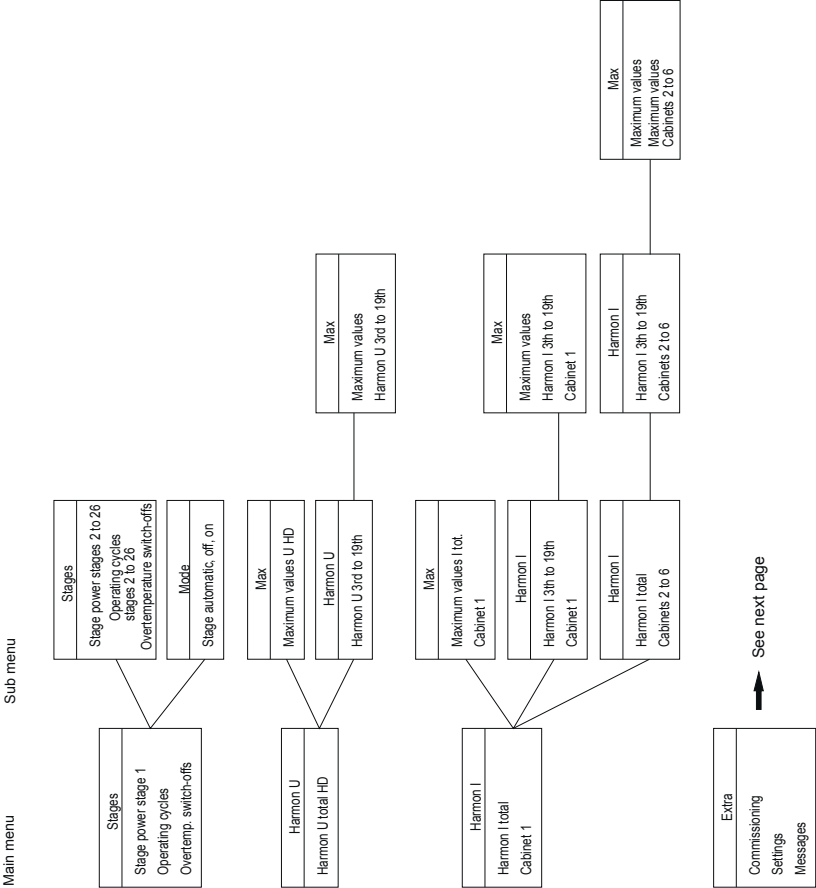 Main menu
Sub menu
Stages
Stage power stage 1
Operating cycles
Overtemp. switch-offs
Stages
Stage power stages 2 to 26
Operating cycles
stages 2 to 26
Overtemperature switch-offs
Mode
Stage automatic, off, on
Harmon U
Harmon U total HD
Max
Maximum values U HD
Harmon U
Harmon U 3rd to 19th
Max
Maximum values
Harmon U 3rd to 19th
Harmon I
Harmon I total
Cabinet 1
Max
Maximum values I tot.
Cabinet 1
Harmon I
Harmon I 3th to 19th
Cabinet 1
Max
Maximum values
Harmon I 3th to 19th
Cabinet 1
Harmon I
Harmon I total
Cabinets 2 to 6
Harmon I
Harmon I 3th to 19th
Cabinets 2 to 6
Max
Maximum values
Maximum values
Cabinets 2 to 6
Extra
Commissioning
Settings
Messages
See next page